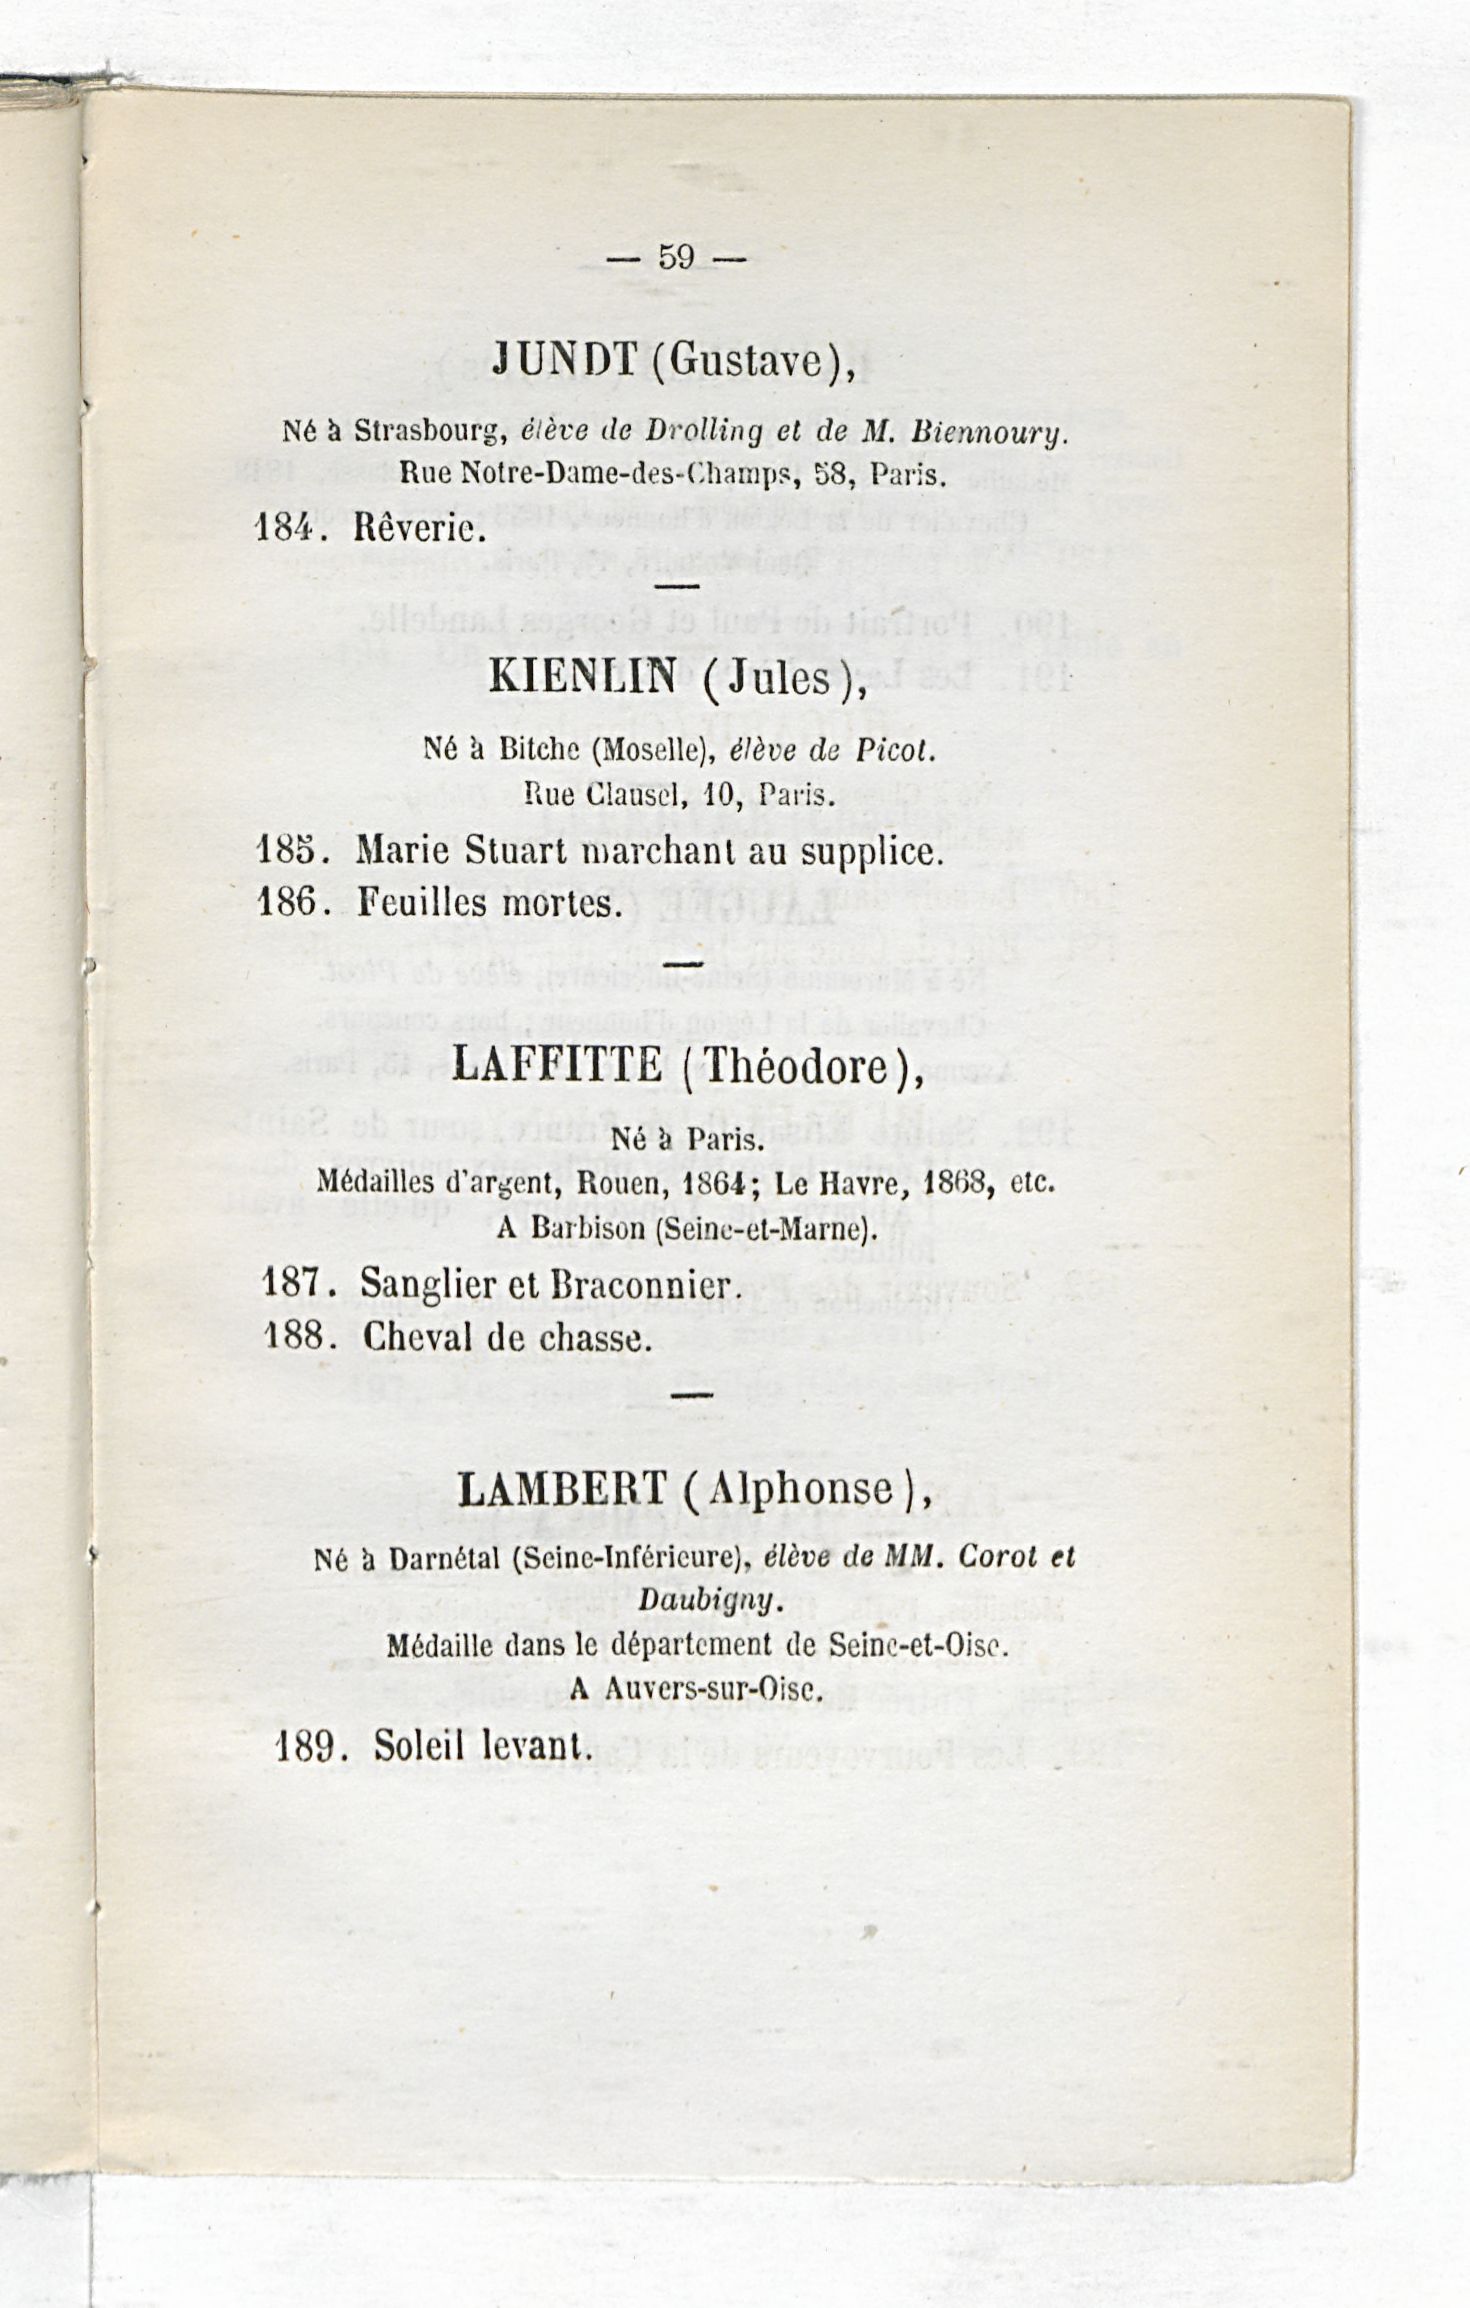 — 59 —
JUNDT (Gustave),
Né à Strasbourg, élève de Drolling et de M. Biennoury.
Rue Notre-Dame-des-Champs, 58, Paris.
184. Rêverie.
KIENLIN (Jules),
Né à Bitche (Moselle), élève de Picot.
Rue Clausel, 10, Paris.
185. Marie Stuart marchant au supplice.
186. Feuilles mortes.
LAFFITTE (Théodore),
Né à Paris.
Médailles d'argent, Rouen, 1864; Le Havre, 1868, etc.
A Barbison (Seine-et-Marne).
187. Sanglier et Braconnier.
188. Cheval de chasse.
LAMBERT (Alphonse),
Né à Darnétal (Seine-Inférieure), élève de MM. Corot et
Daubigny.
Médaille dans le département de Seine-et-Oise.
A Auvers-sur-Oise.
189. Soleil levant.